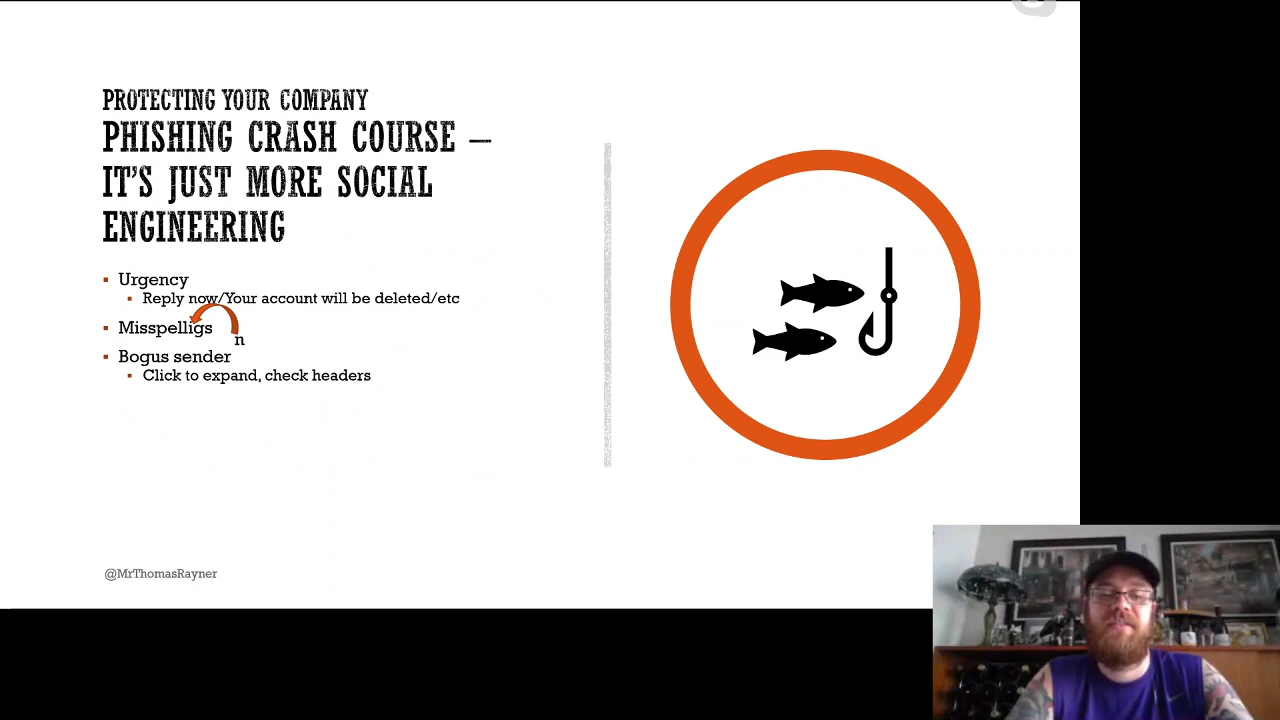 PROTECTING YOUR COMPANY
PHISHING CRASH COURSE –
IT'S JUST MORE SOCIAL
ENGINEERING
Urgency
Reply now/Your account will be deleted/etc
Misspelligs
n
Bogus sender
Click to expand, check headers
@MrThomasRayner